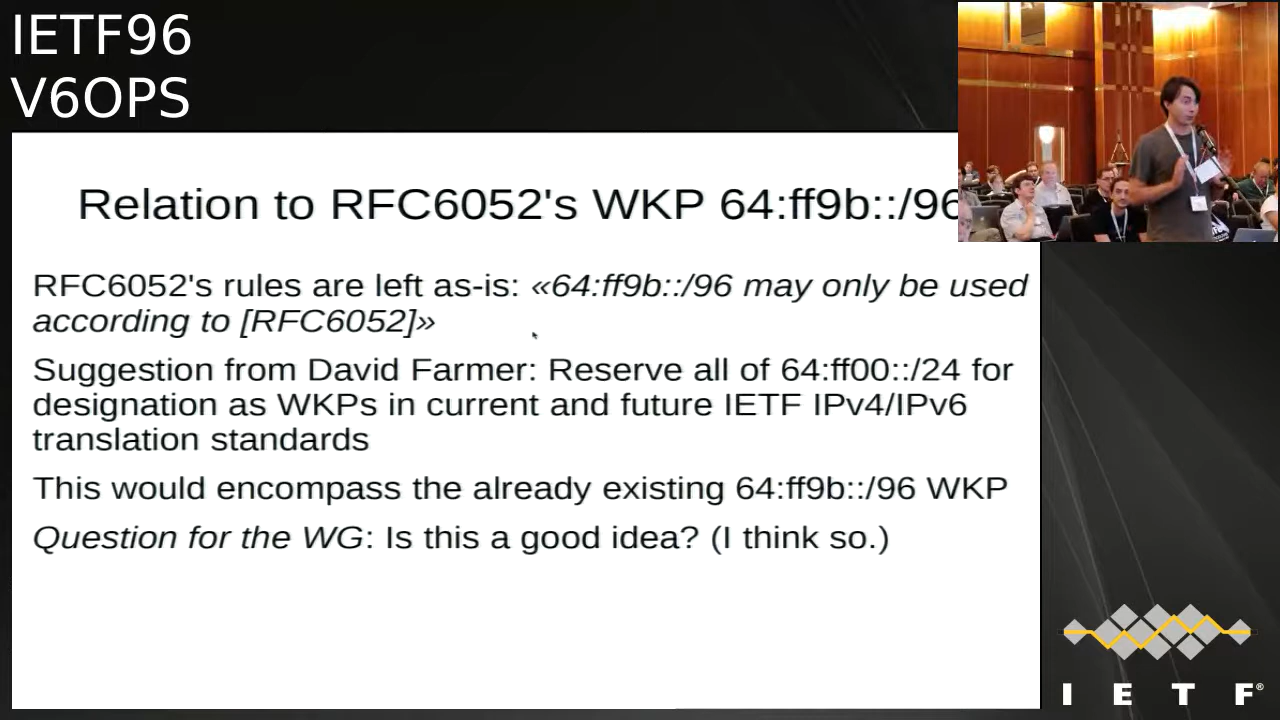 IETF96
V6OPS
Relation to RFC6052's WKP 64:ff9b::/96
RFC6052's rules are left as-is: «64:ff9b::/96 may only be used
according to [RFC6052]»
Suggestion from David Farmer: Reserve all of 64:ff00::/24 for
designation as WKPs in current and future IETF IPv4/IPv6
translation standards
This would encompass the already existing 64:ff9b::/96 WKP
Question for the WG: Is this a good idea? (I think so.)
I E T F®